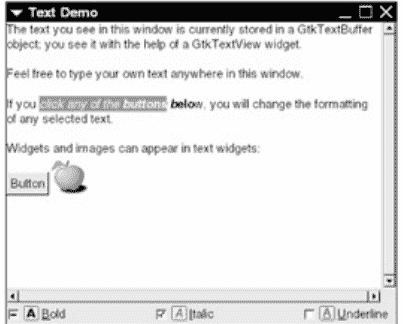 Text Demo
The text you see in this window is currently stored in a GtkTextBuffer
object; you see it with the help of a GtkTextView widget.
Feel free to type your own text anywhere in this window.
If you click any of the buttons below, you will change the formatting
of any selected text.
Widgets and images can appear in text widgets:
Button
A Bold A Italic A Underline